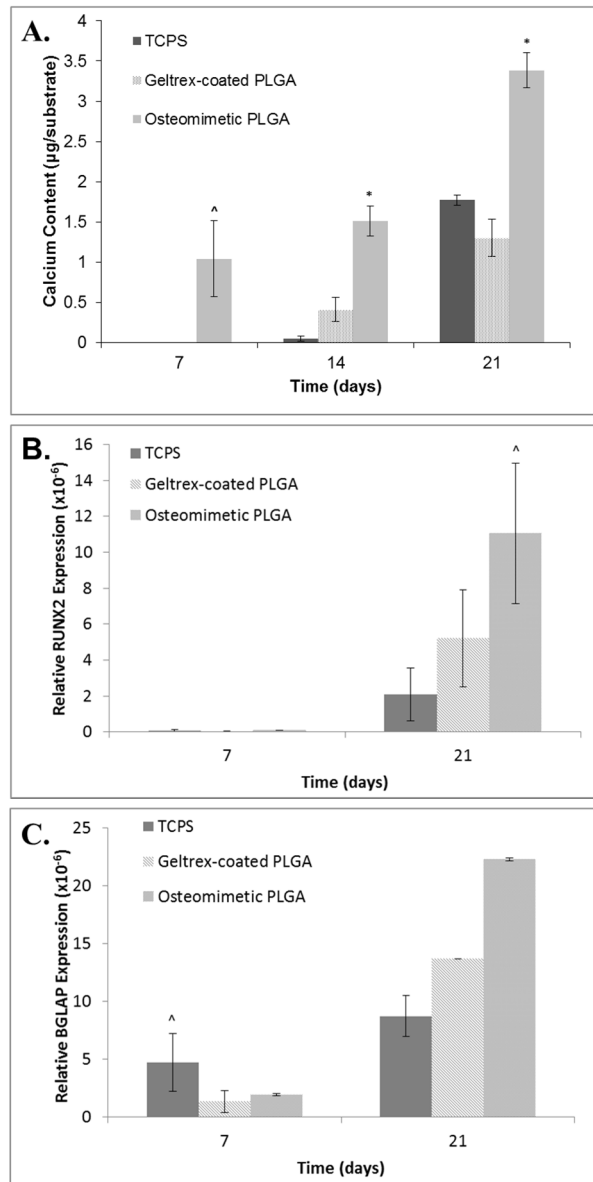 A.
TCPS
Geltrex-coated PLGA
Osteomimetic PLGA
Calcium Content (µg/substrate)
4
3.5
3
2.5
2
1.5
1
0.5
0
^
*
*
7
14
21
Time (days)
B.
TCPS
Geltrex-coated PLGA
Osteomimetic PLGA
Relative RUNX2 Expression (x10⁻⁶)
16
14
12
10
8
6
4
2
0
^
7
21
Time (days)
C.
TCPS
Geltrex-coated PLGA
Osteomimetic PLGA
Relative BGLAP Expression (x10⁻⁶)
25
20
15
10
5
0
^
7
21
Time (days)